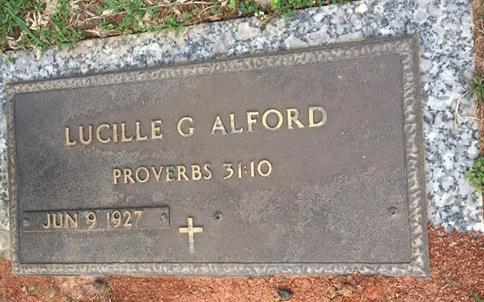 LUCILLE G ALFORD
PROVERBS 31:10
JUN 9 1927